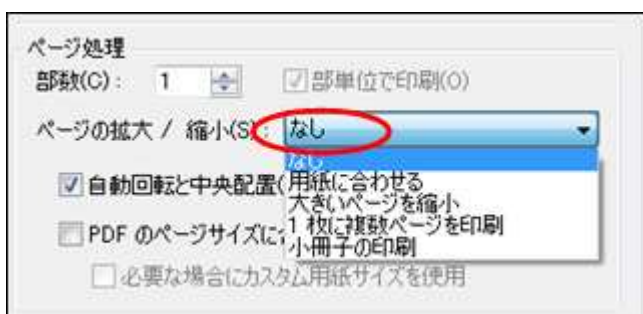 ページ処理
部数(C): 1 部単位で印刷(O)
ページの拡大 / 縮小(S): なし
なし
自動回転と中央配置(
用紙に合わせる
大きいページを縮小
1 枚に複数ページを印刷
PDF のページサイズに
小冊子の印刷
必要な場合にカスタム用紙サイズを使用